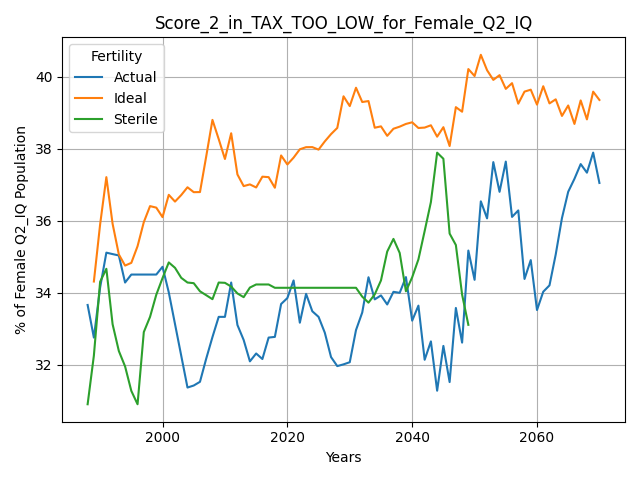 Score_2_in_TAX_TOO_LOW_for_Female_Q2_IQ
Fertility
Actual
Ideal
Sterile
% of Female Q2_IQ Population
40
38
36
34
32
2000 2020 2040 2060
Years